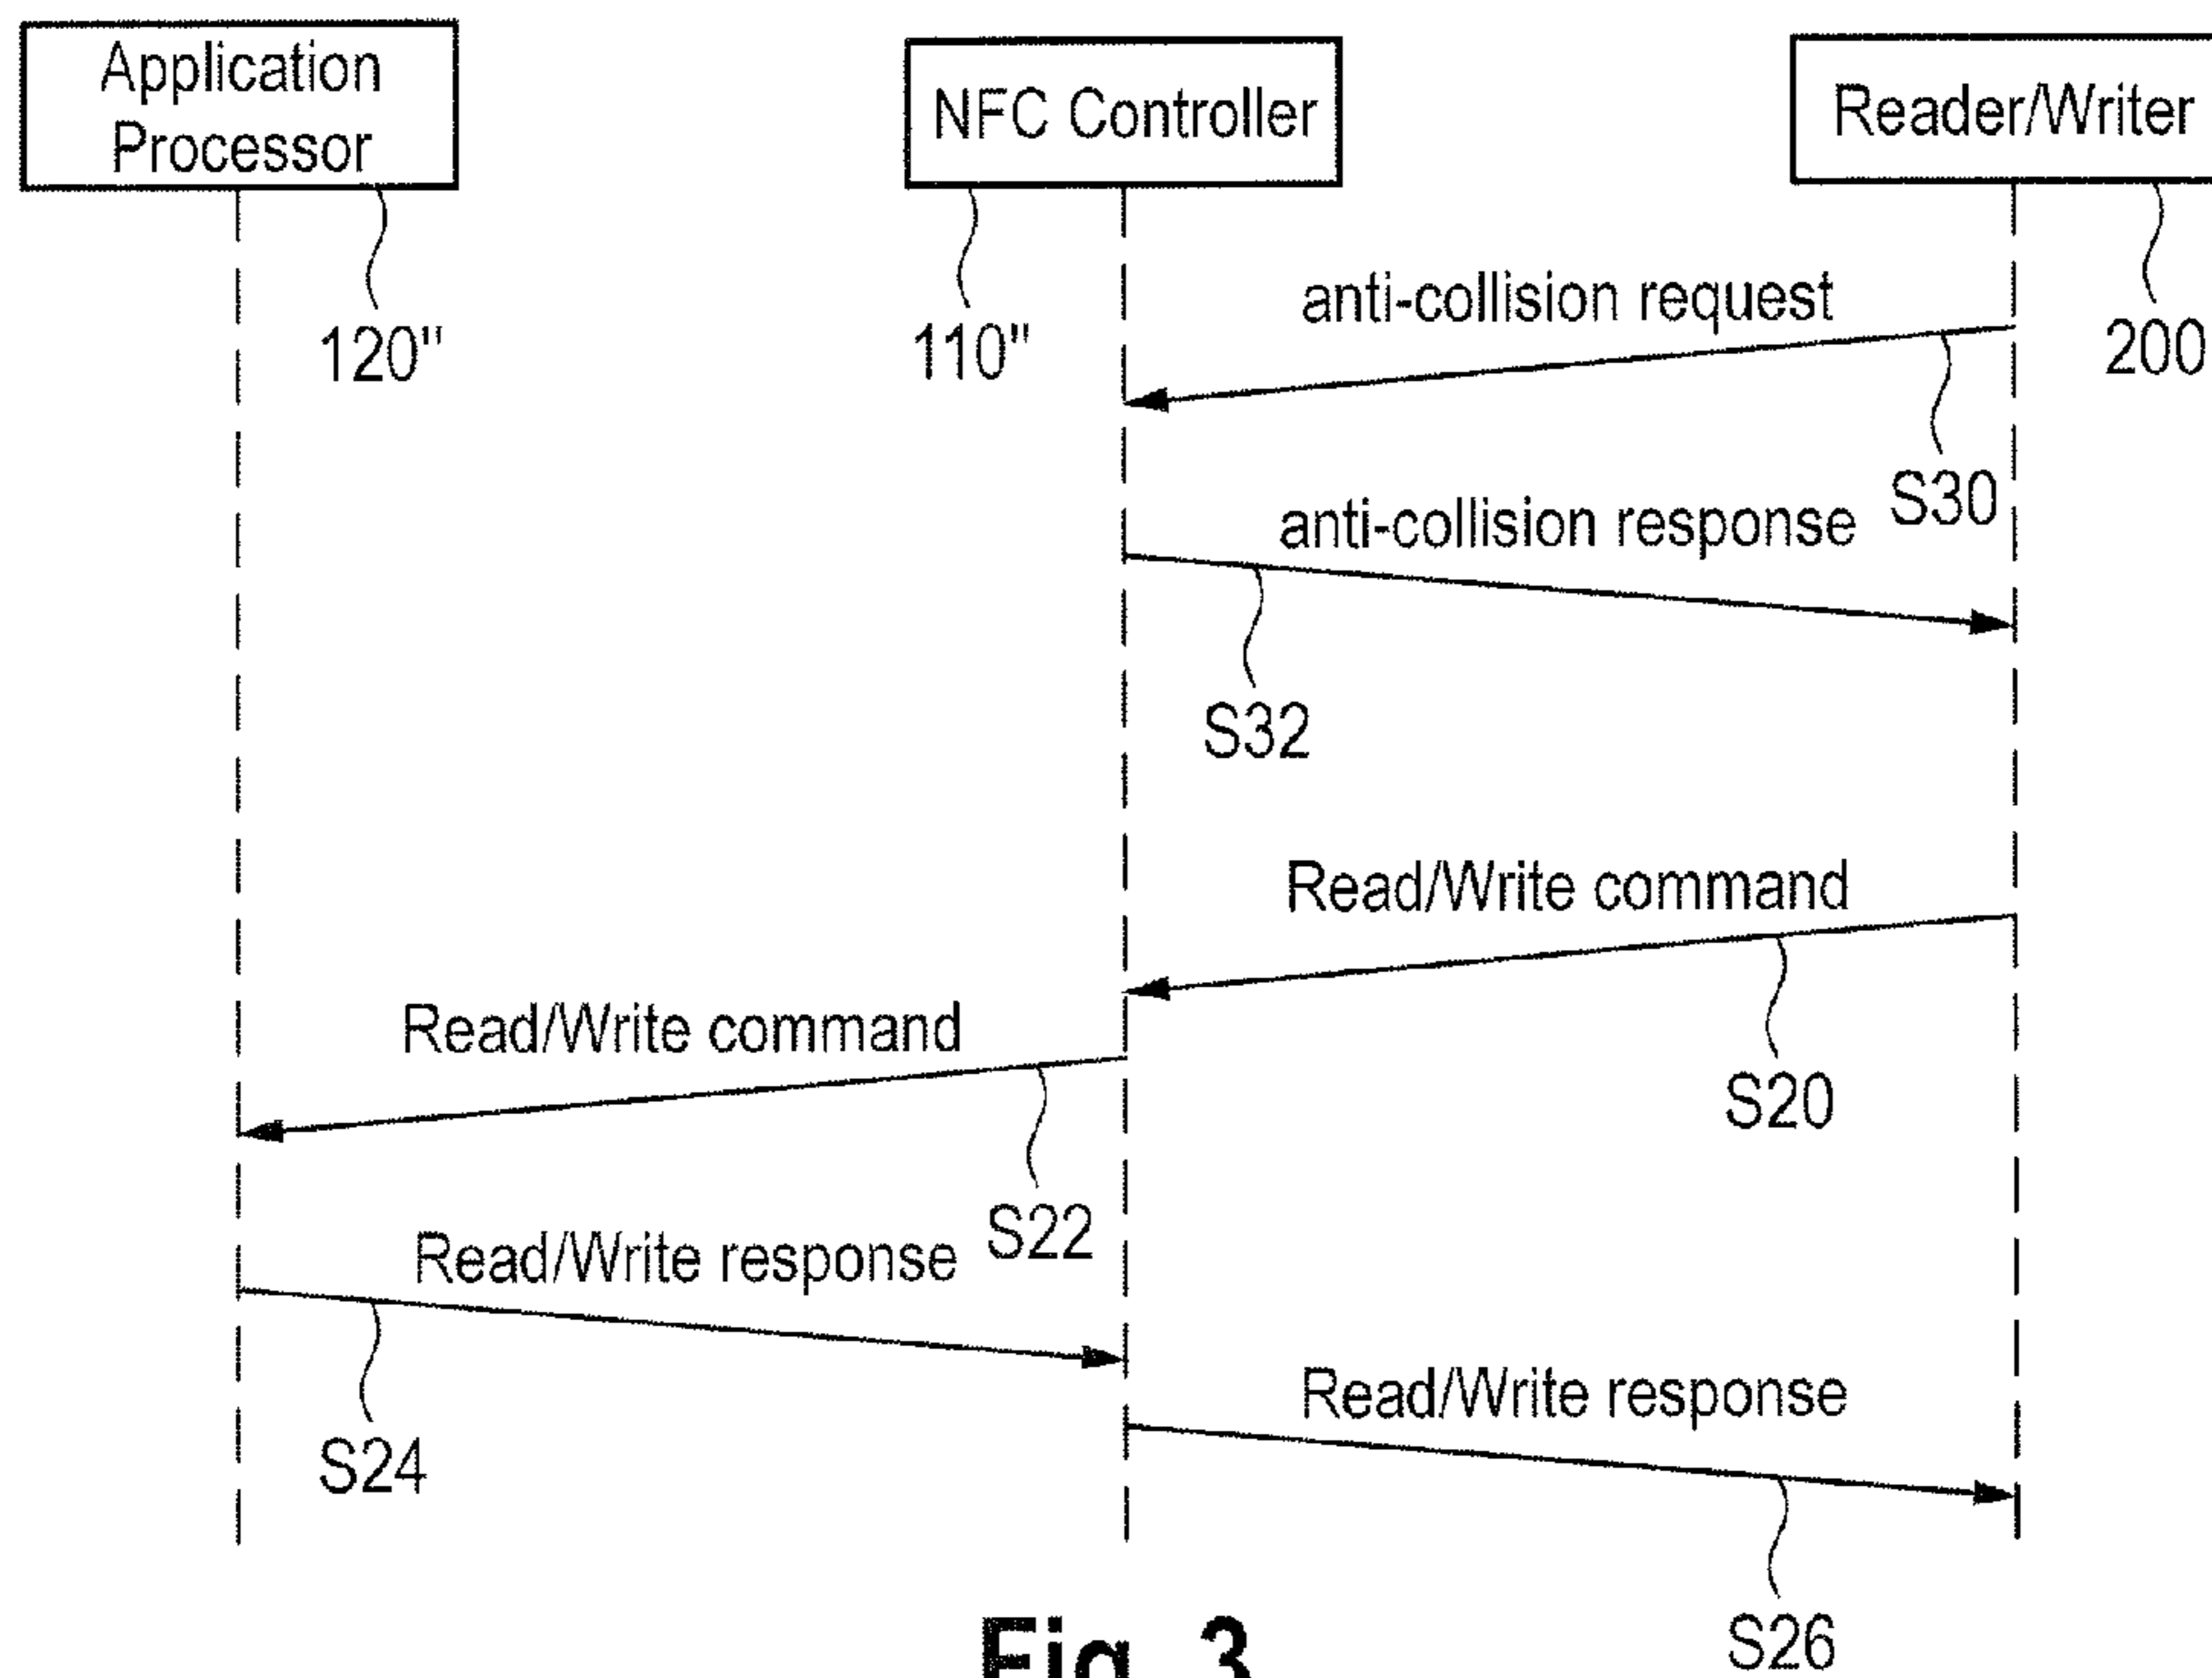 Application
Processor
NFC Controller
Reader/Writer
120"
110"
200
anti-collision request
S30
anti-collision response
S32
Read/Write command
S20
Read/Write command
S22
Read/Write response
S24
Read/Write response
S26
Fig. 3